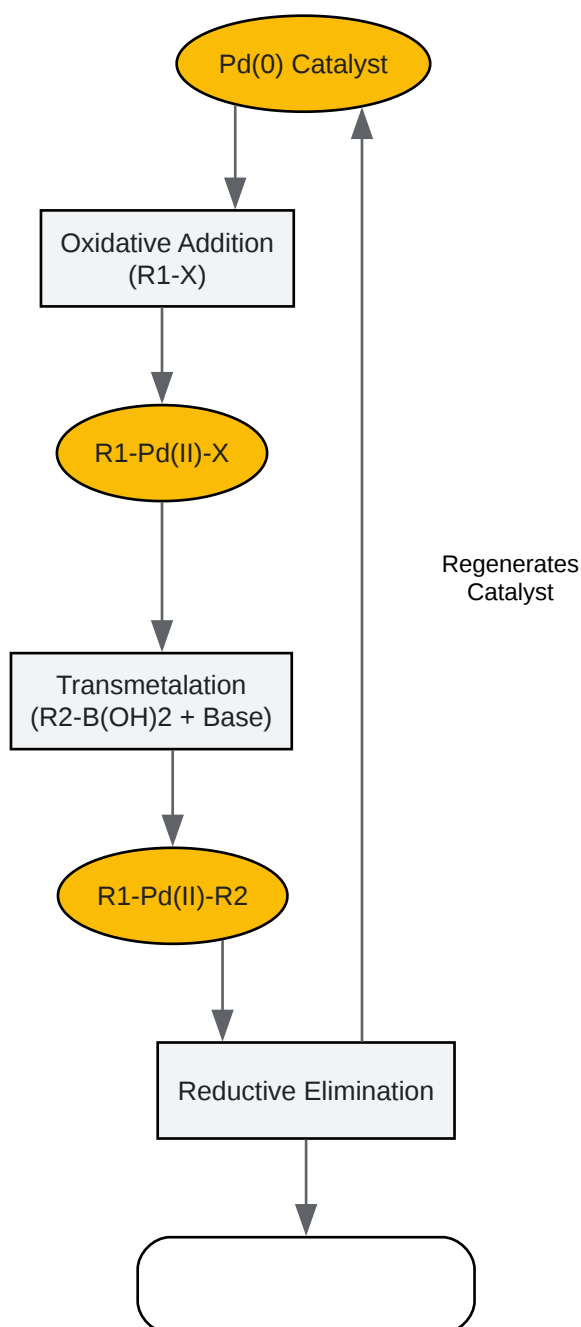 Pd(0) Catalyst
Oxidative Addition
(R1-X)
R1-Pd(II)-X
Regenerates
Catalyst
Transmetalation
(R2-B(OH)2 + Base)
R1-Pd(II)-R2
Reductive Elimination